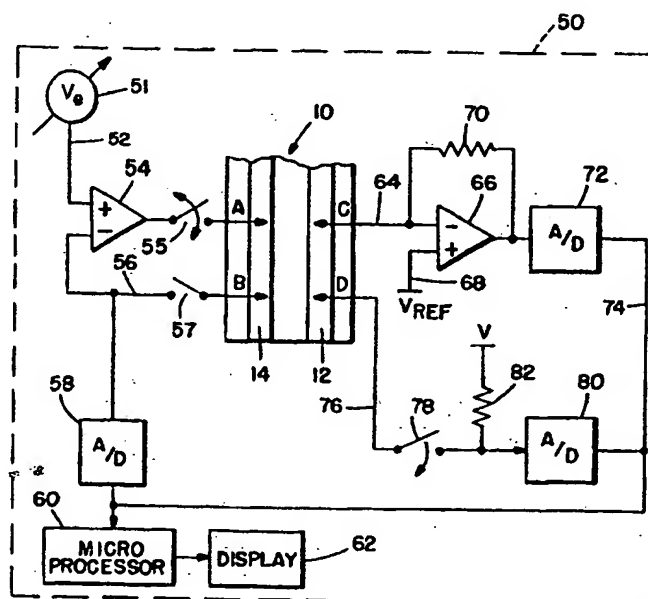 50
Ve
51
52
10
70
54
A
C
64
66
72
+
-
-
+
A/D
55
56
B
D
68
VREF
57
74
14
12
V
58
76
78
82
80
A/D
A/D
60
MICRO
PROCESSOR
DISPLAY
62